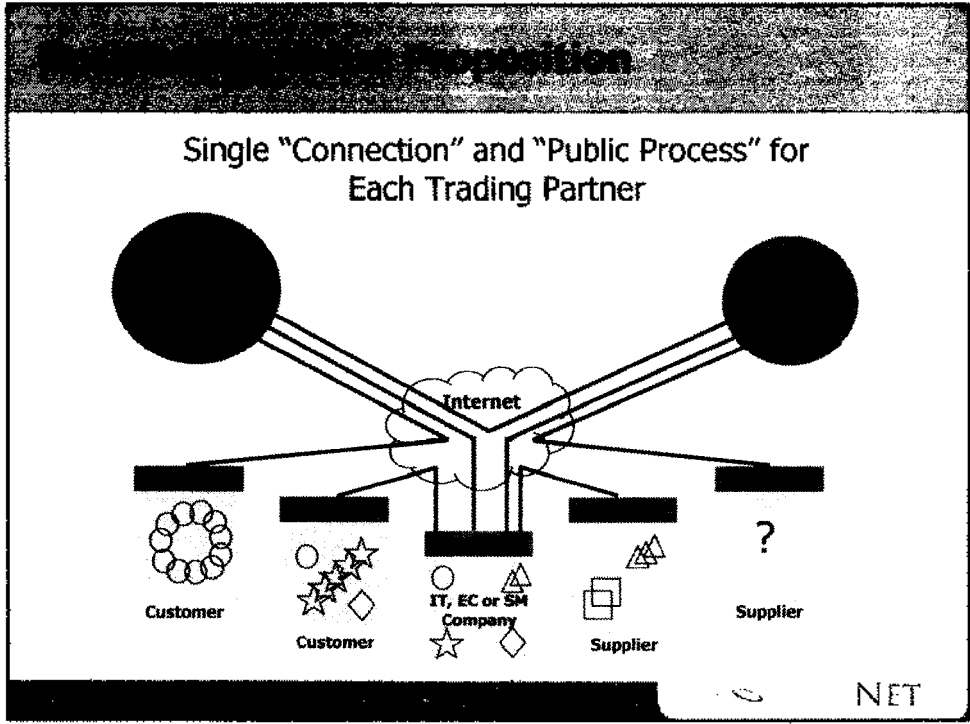 Proposition
Single “Connection” and “Public Process” for
Each Trading Partner
Internet
?
IT, EC or SM
Company
Customer
Supplier
Customer
Supplier
NET